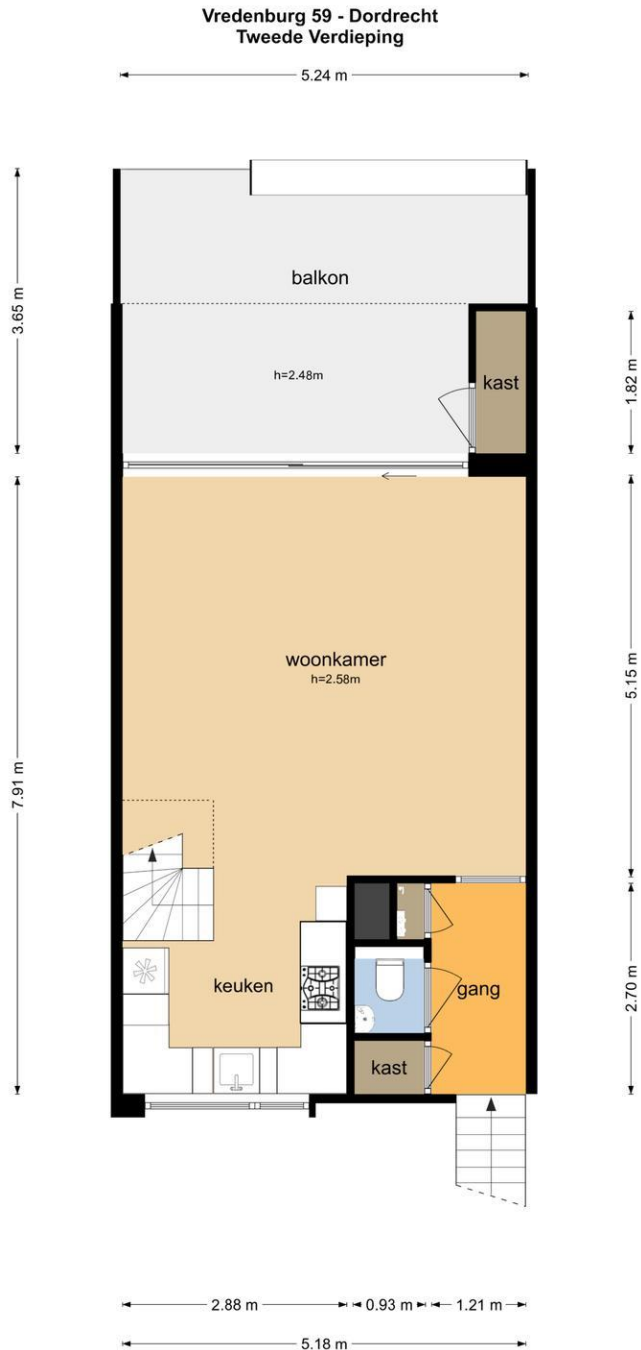 Vredenburg 59 - Dordrecht
Tweede Verdieping
5.24 m
3.65 m
balkon
h=2.48m
kast
1.82 m
woonkamer
h=2.58m
7.91 m
5.15 m
keuken
gang
kast
2.70 m
2.88 m
0.93 m
1.21 m
5.18 m